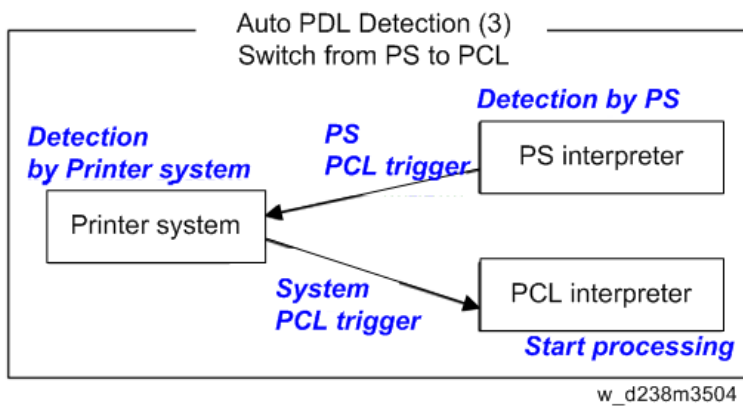 Auto PDL Detection (3)
Switch from PS to PCL
Detection by PS
Detection
by Printer system
PS
PCL trigger
PS interpreter
Printer system
System
PCL trigger
PCL interpreter
Start processing
w_d238m3504